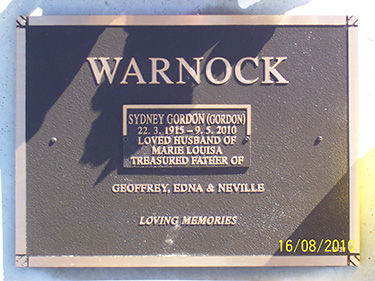 WARNOCK
SYDNEY GORDON (GORDON)
22. 3. 1915 – 9. 5. 2010
LOVED HUSBAND OF
MARIE LOUISA
TREASURED FATHER OF
GEOFFREY, EDNA & NEVILLE
LOVING MEMORIES
16/08/2010